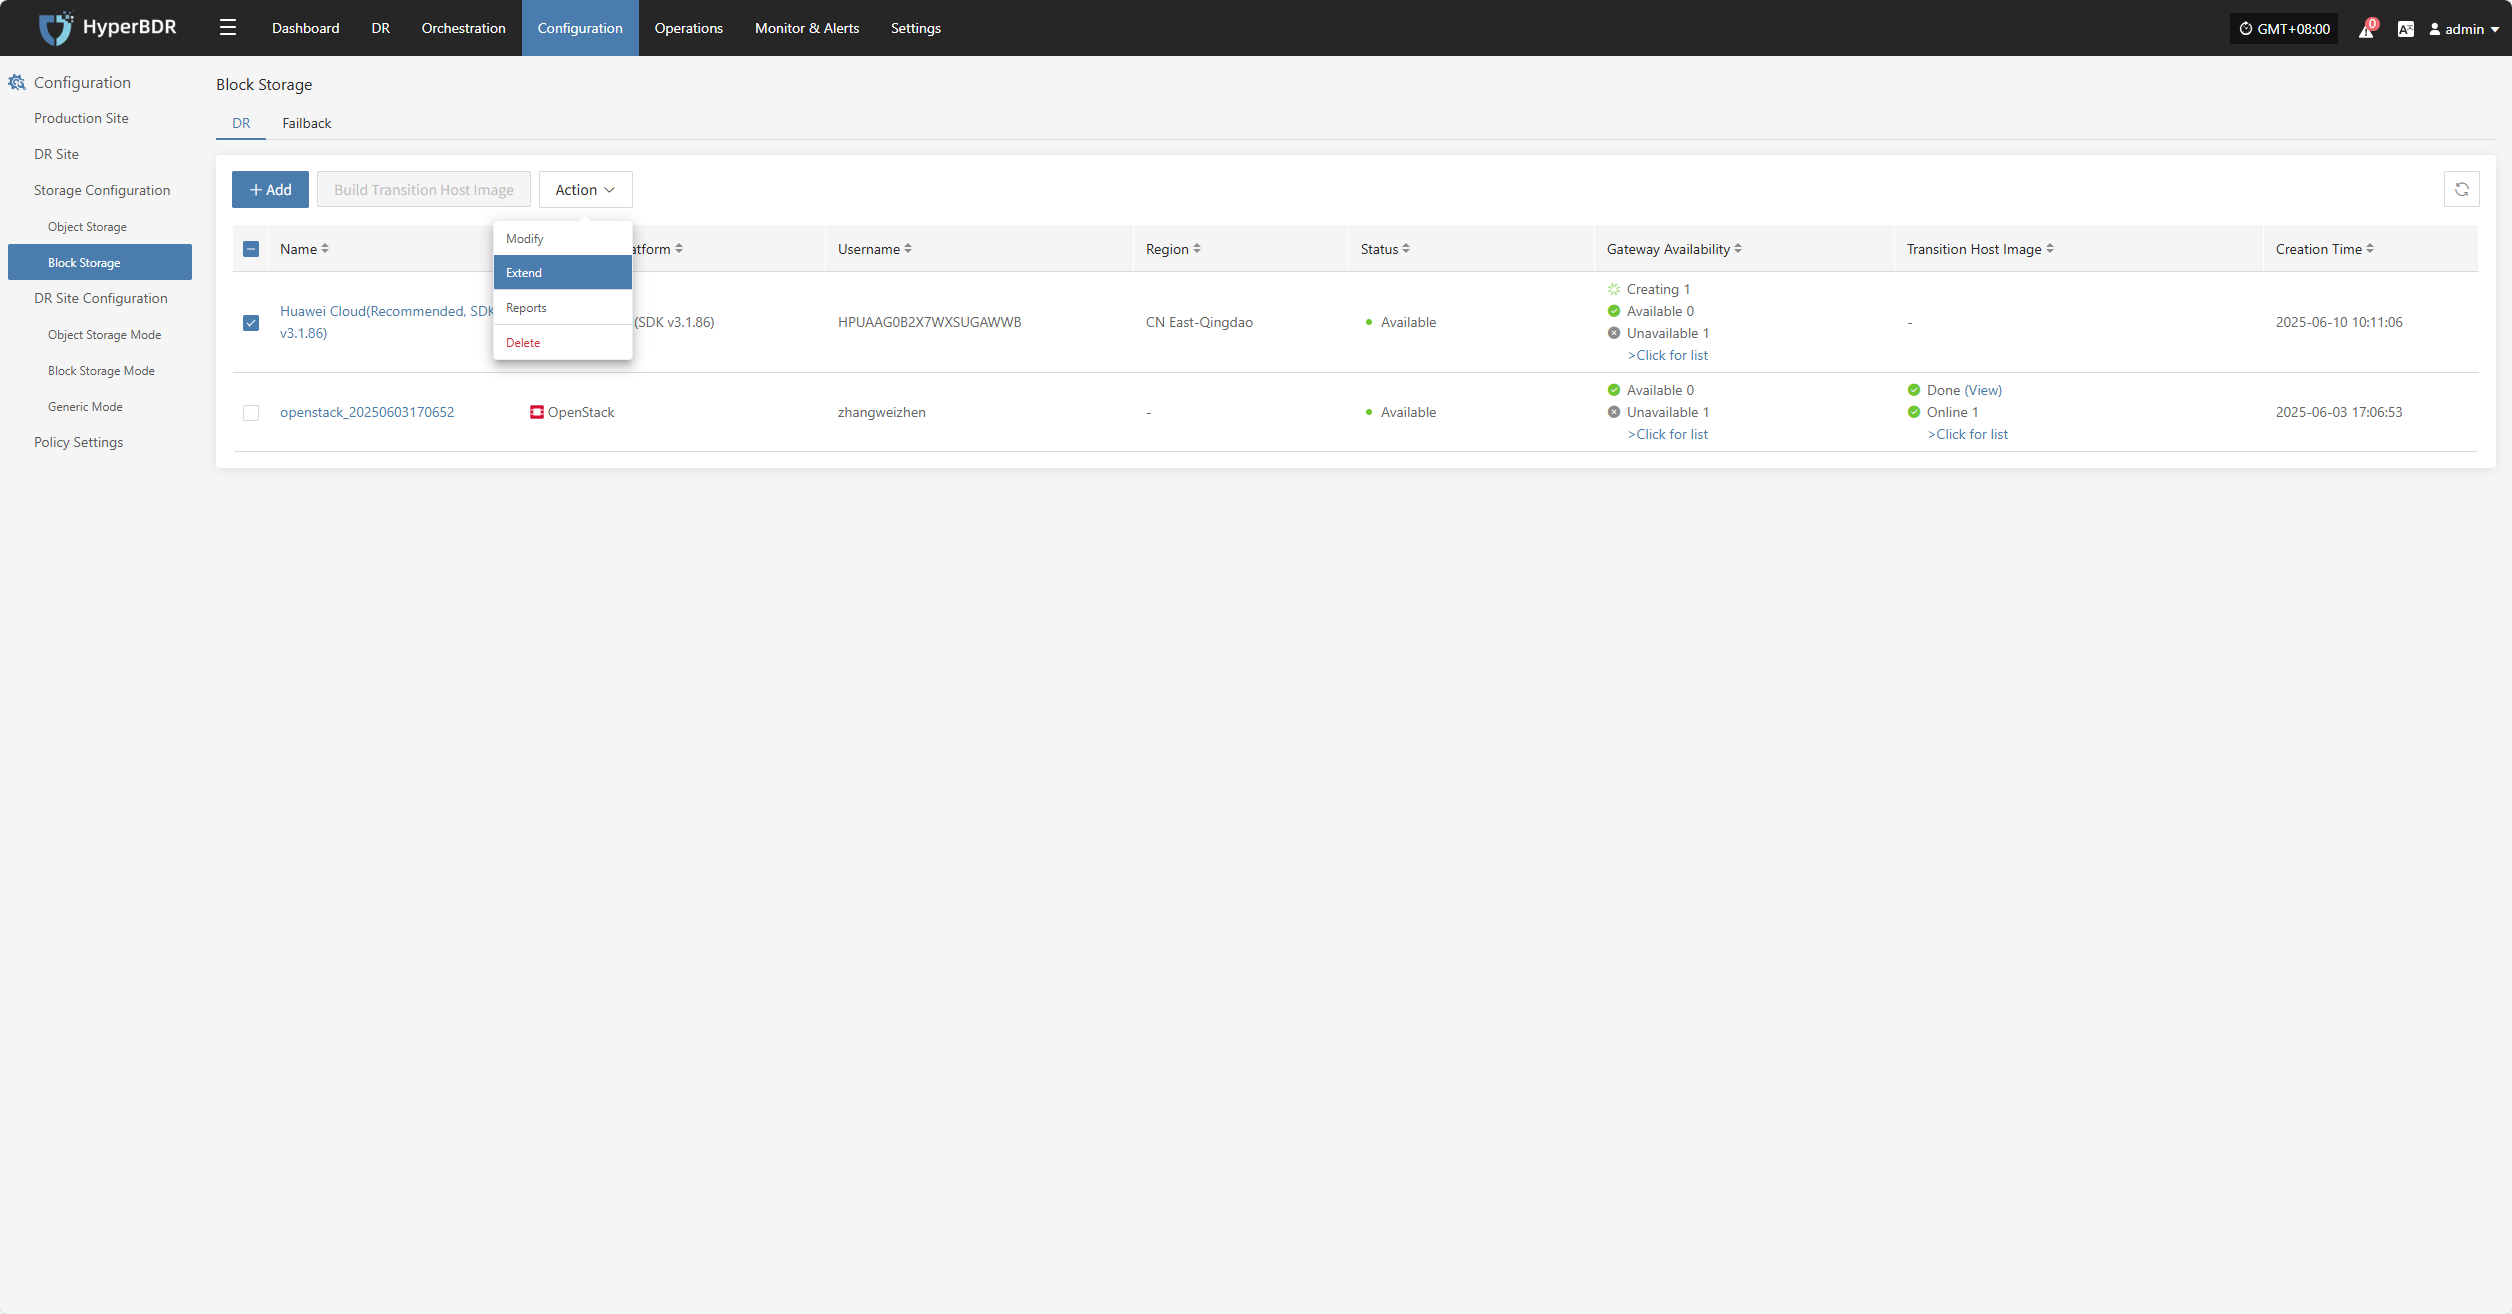 HyperBDR
Dashboard
DR
Orchestration
Configuration
Operations
Monitor & Alerts
Settings
GMT+08:00
0
admin
Configuration
Production Site
DR Site
Storage Configuration
Object Storage
Block Storage
DR Site Configuration
Object Storage Mode
Block Storage Mode
Generic Mode
Policy Settings
Block Storage
DR
Failback
+ Add
Build Transition Host Image
Action
Modify
Extend
Reports
Delete
Name
atform
Username
Region
Status
Gateway Availability
Transition Host Image
Creation Time
Huawei Cloud(Recommended, SDK
v3.1.86)
(SDK v3.1.86)
HPUAAG0B2X7WXSUGAWWB
CN East-Qingdao
Available
Creating 1
Available 0
Unavailable 1
>Click for list
-
2025-06-10 10:11:06
openstack_20250603170652
OpenStack
zhangweizhen
-
Available
Available 0
Unavailable 1
>Click for list
Done (View)
Online 1
>Click for list
2025-06-03 17:06:53